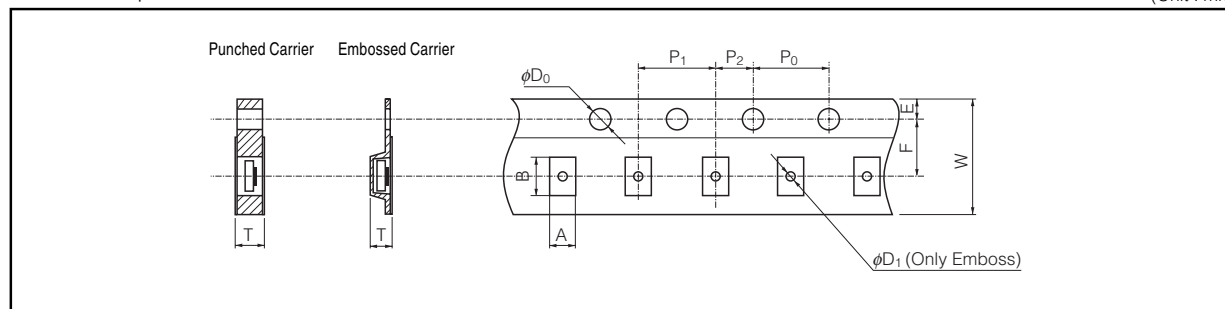 Punched Carrier Embossed Carrier
P1 P2 P0
ϕD0
E
F
W
B
A
T
T
ϕD1 (Only Emboss)